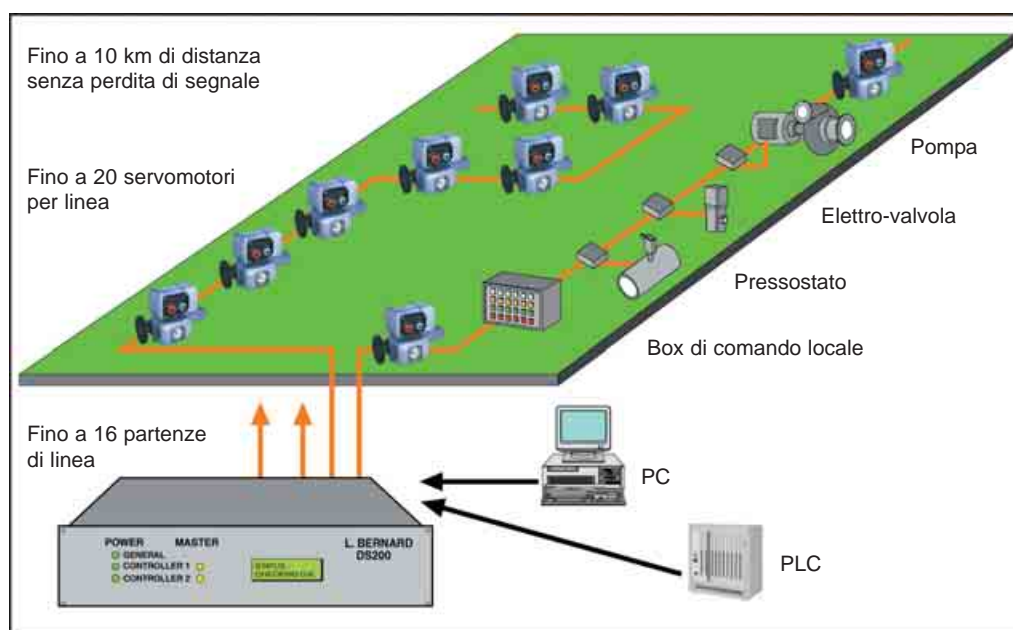 Fino a 10 km di distanza
senza perdita di segnale
Fino a 20 servomotori
per linea
Pompa
Elettro-valvola
Pressostato
Box di comando locale
Fino a 16 partenze
di linea
PC
PLC
POWER MASTER
GENERAL
CONTROLLER 1
CONTROLLER 2
L. BERNARD
DS200
STATUS